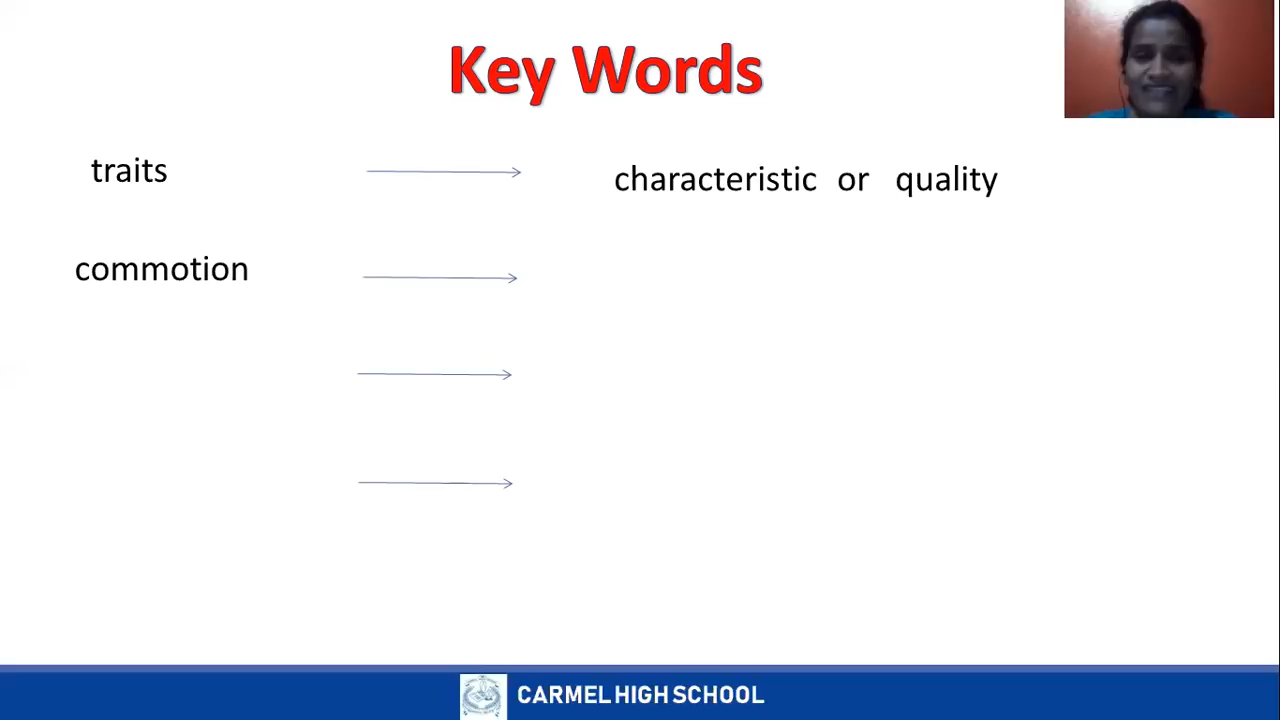 Key Words
traits characteristic or quality
commotion
CARMEL HIGH SCHOOL